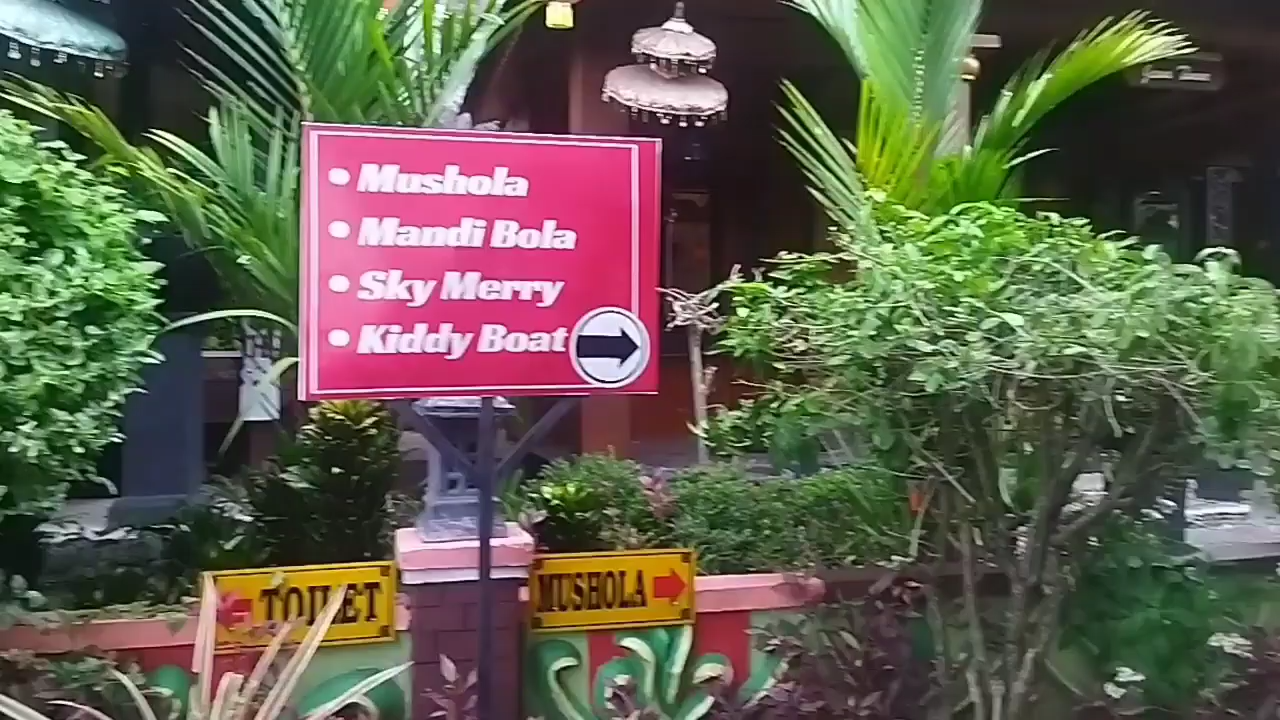 • Mushola
• Mandi Bola
• Sky Merry
• Kiddy Boat
TOILET
MUSHOLA